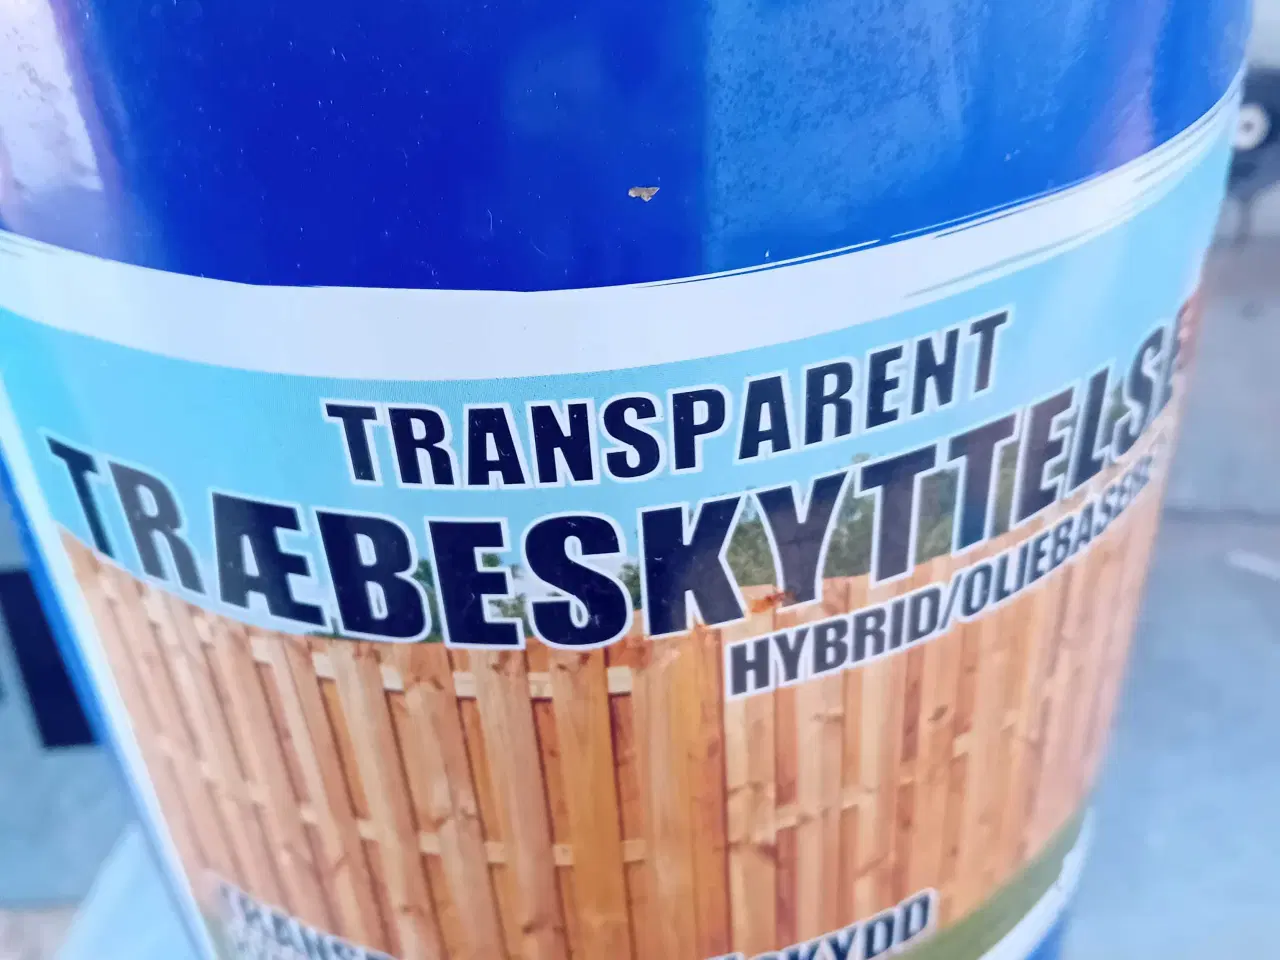 TRANSPARENT
TRÆBESKYTTELSE
HYBRID/OLIEBASERET